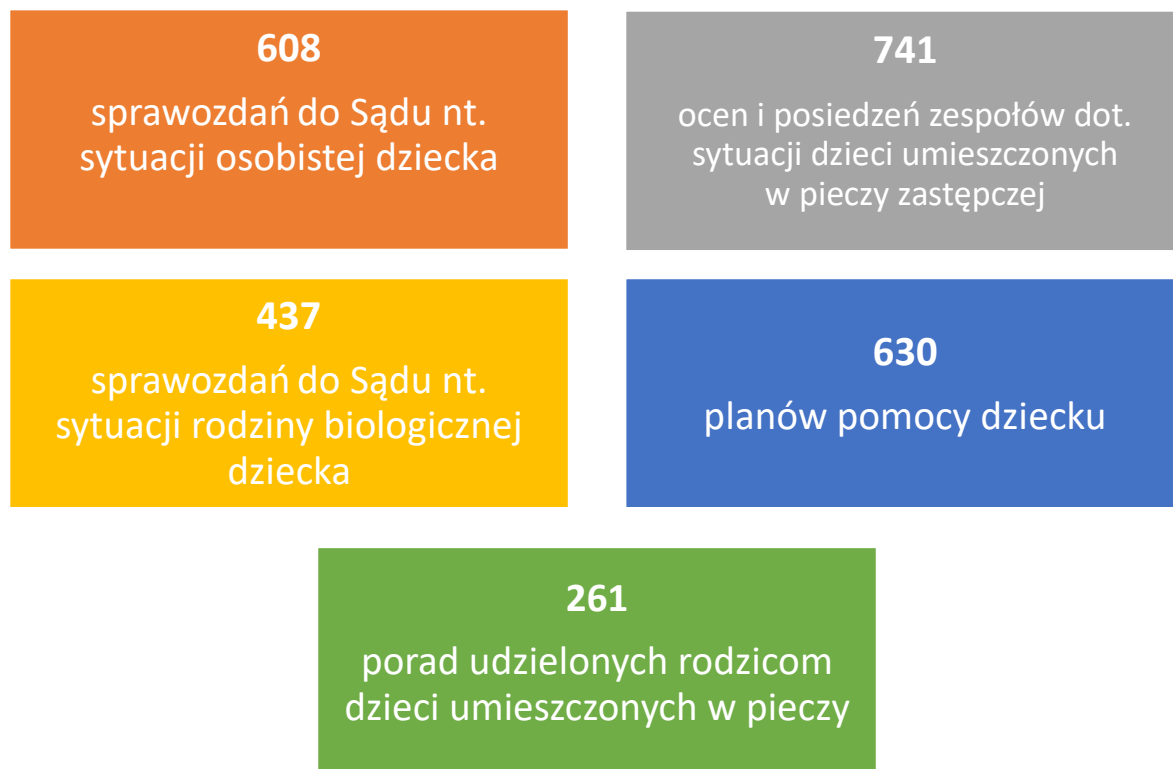 608
sprawozdań do Sądu nt.
sytuacji osobistej dziecka
741
ocen i posiedzeń zespołów dot.
sytuacji dzieci umieszczonych
w pieczy zastępczej
437
sprawozdań do Sądu nt.
sytuacji rodziny biologicznej
dziecka
630
planów pomocy dziecku
261
porad udzielonych rodzicom
dzieci umieszczonych w pieczy